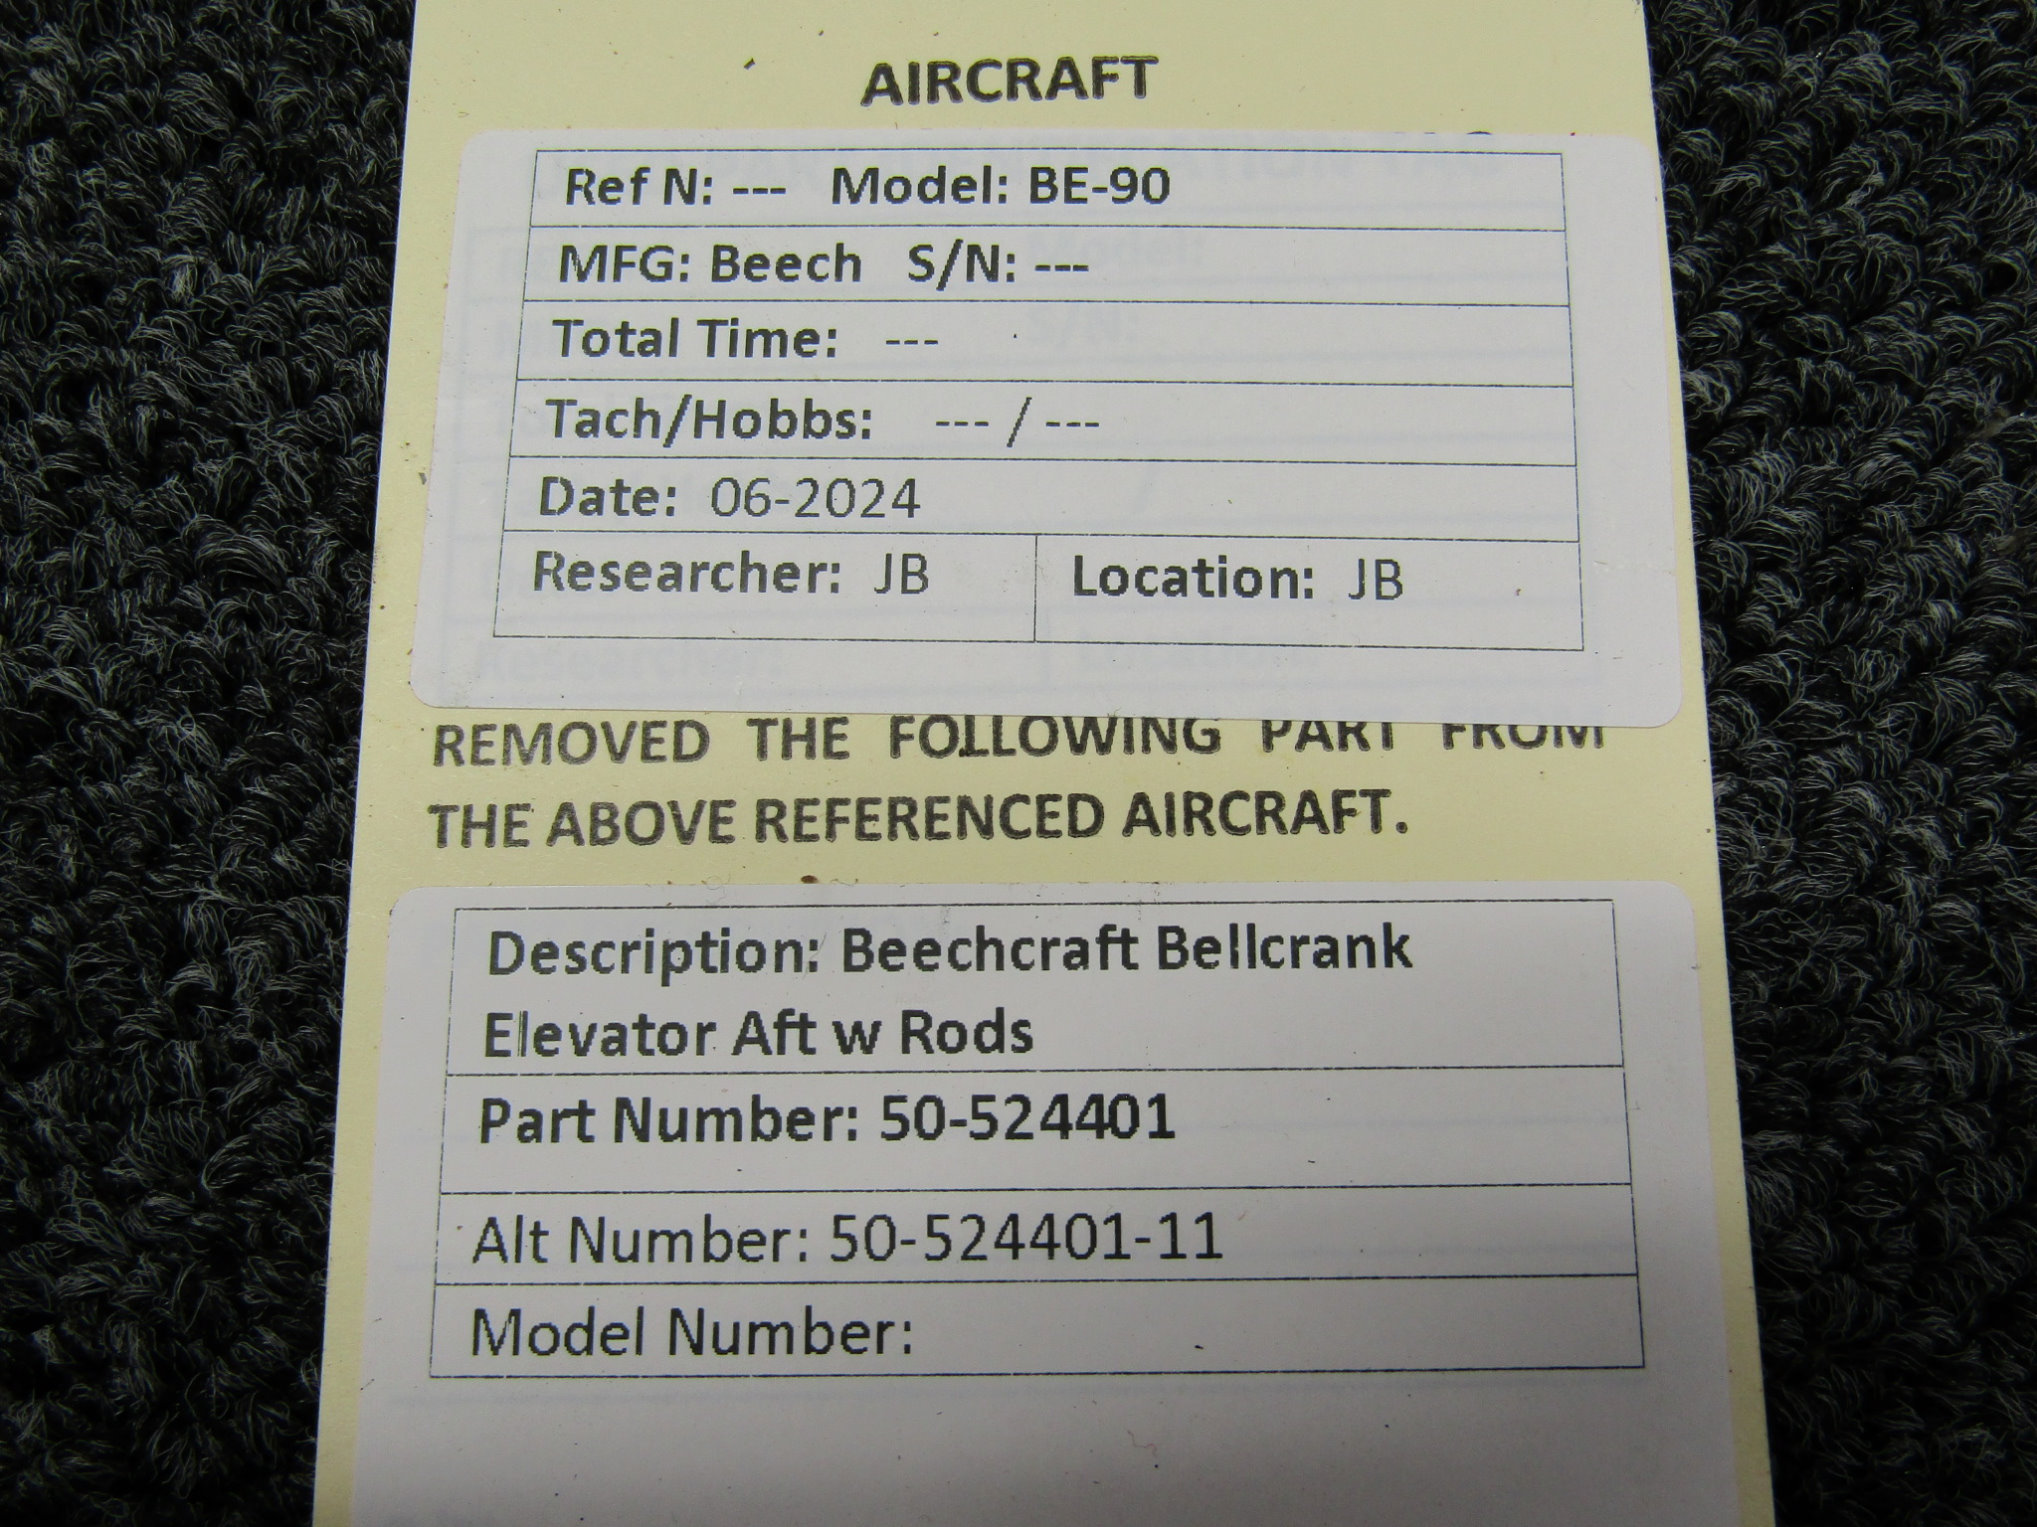 AIRCRAFT
Ref N: --- Model: BE-90
MFG: Beech S/N: ---
Total Time: ---
Tach/Hobbs: --- / ---
Date: 06-2024
Researcher: JB Location: JB
REMOVED THE FOLLOWING PART FROM
THE ABOVE REFERENCED AIRCRAFT.
Description: Beechcraft Bellcrank
Elevator Aft w Rods
Part Number: 50-524401
Alt Number: 50-524401-11
Model Number: